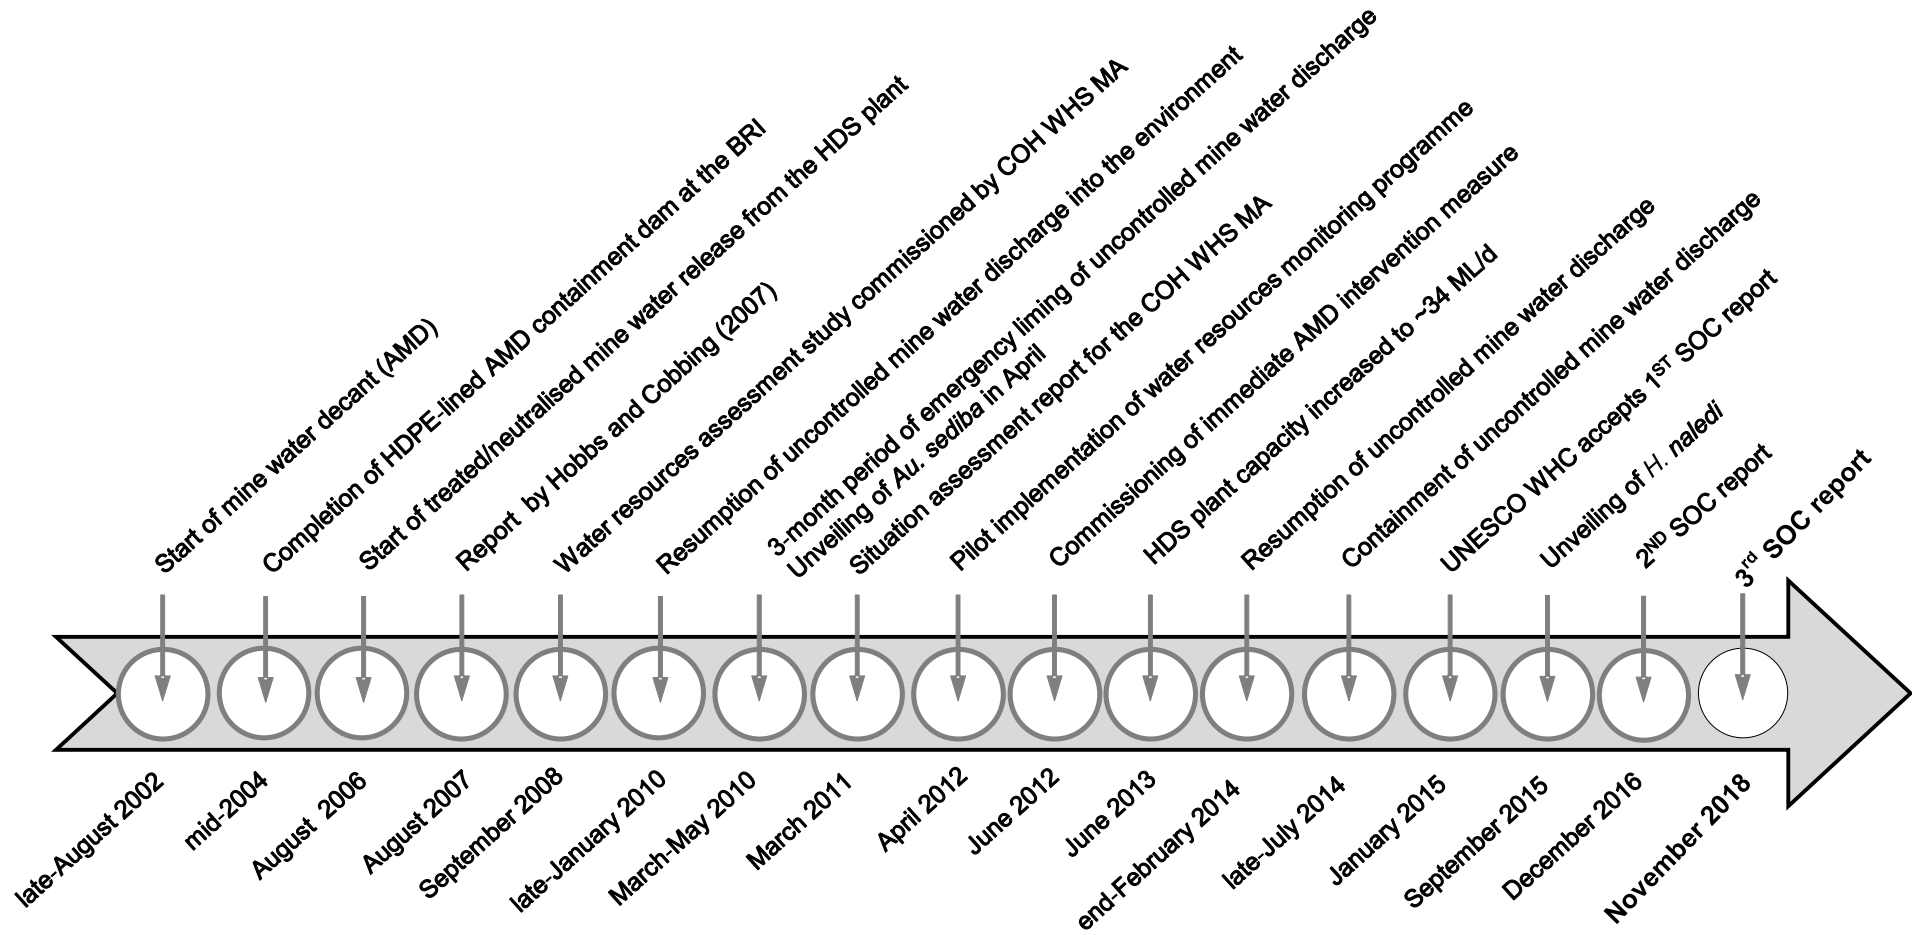 Start of mine water decant (AMD)
Completion of HDPE-lined AMD containment dam at the BRI
Start of treated/neutralised mine water release from the HDS plant
Report by Hobbs and Cobbing (2007)
Water resources assessment study commissioned by COH WHS MA
Resumption of uncontrolled mine water discharge into the environment
3-month period of emergency liming of uncontrolled mine water discharge
Unveiling of Au. sediba in April
Situation assessment report for the COH WHS MA
Pilot implementation of water resources monitoring programme
Commissioning of immediate AMD intervention measure
HDS plant capacity increased to ~34 ML/d
Resumption of uncontrolled mine water discharge
Containment of uncontrolled mine water discharge
UNESCO WHC accepts 1ST SOC report
Unveiling of H. naledi
2ND SOC report
3rd SOC report
late-August 2002
mid-2004
August 2006
August 2007
September 2008
late-January 2010
March-May 2010
March 2011
April 2012
June 2012
June 2013
end-February 2014
late-July 2014
January 2015
September 2015
December 2016
November 2018